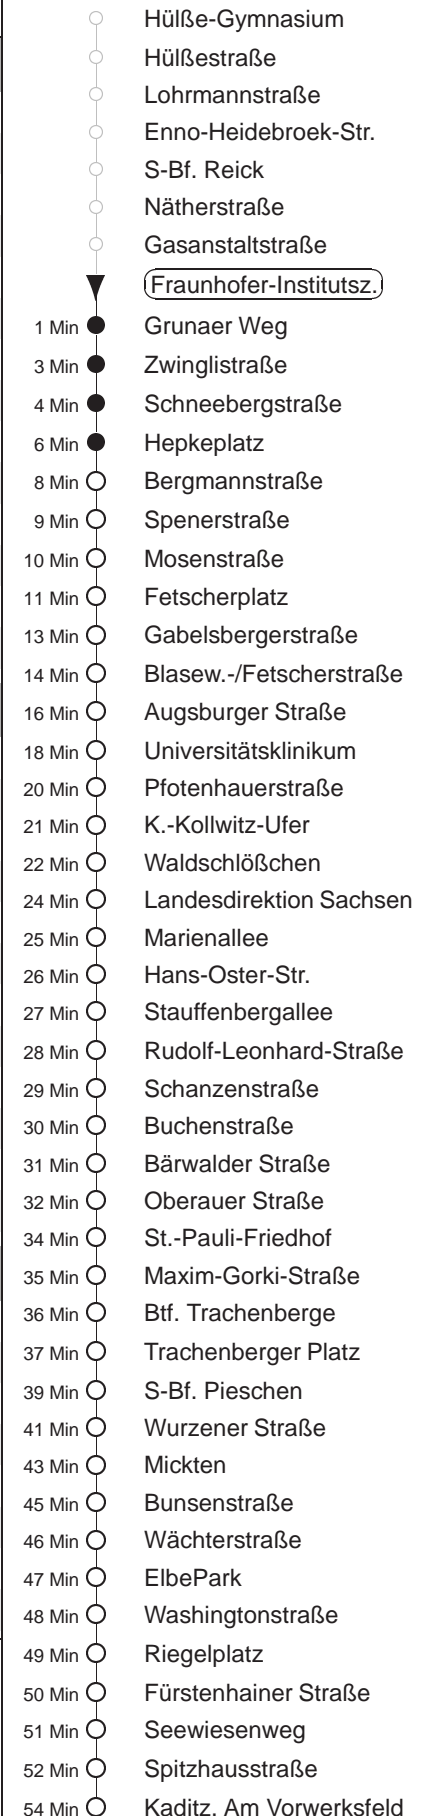 Hülße-Gymnasium
Hülßestraße
Lohrmannstraße
Enno-Heidebroek-Str.
S-Bf. Reick
Nätherstraße
Gasanstaltstraße
Fraunhofer-Institutsz.
1 Min Grunaer Weg
3 Min Zwinglistraße
4 Min Schneebergstraße
6 Min Hepkeplatz
8 Min Bergmannstraße
9 Min Spenerstraße
10 Min Mosenstraße
11 Min Fetscherplatz
13 Min Gabelsbergerstraße
14 Min Blasew.-/Fetscherstraße
16 Min Augsburger Straße
18 Min Universitätsklinikum
20 Min Pfotenhauerstraße
21 Min K.-Kollwitz-Ufer
22 Min Waldschlößchen
24 Min Landesdirektion Sachsen
25 Min Marienallee
26 Min Hans-Oster-Str.
27 Min Stauffenbergallee
28 Min Rudolf-Leonhard-Straße
29 Min Schanzenstraße
30 Min Buchenstraße
31 Min Bärwalder Straße
32 Min Oberauer Straße
34 Min St.-Pauli-Friedhof
35 Min Maxim-Gorki-Straße
36 Min Btf. Trachenberge
37 Min Trachenberger Platz
39 Min S-Bf. Pieschen
41 Min Wurzener Straße
43 Min Mickten
45 Min Bunsenstraße
46 Min Wächterstraße
47 Min ElbePark
48 Min Washingtonstraße
49 Min Riegelplatz
50 Min Fürstenhainer Straße
51 Min Seewiesenweg
52 Min Spitzhausstraße
54 Min Kaditz, Am Vorwerksfeld